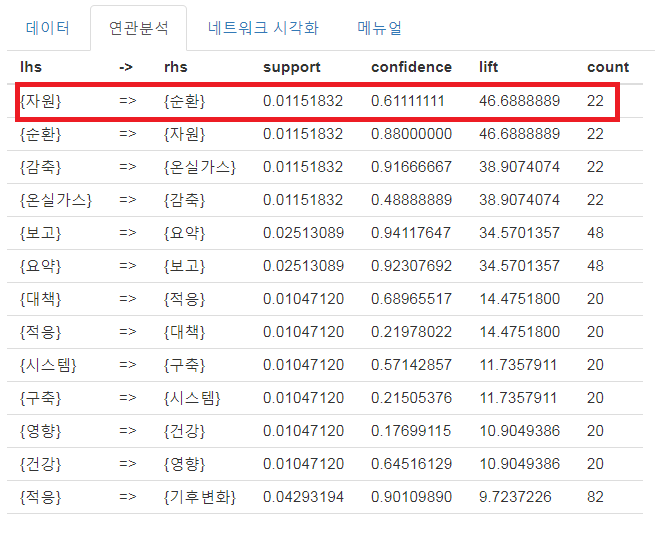 데이터 연관분석 네트워크 시각화 메뉴얼
lhs -> rhs support confidence lift count
{자원} => {순환} 0.01151832 0.61111111 46.6888889 22
{순환} => {자원} 0.01151832 0.88000000 46.6888889 22
{감축} => {온실가스} 0.01151832 0.91666667 38.9074074 22
{온실가스} => {감축} 0.01151832 0.48888889 38.9074074 22
{보고} => {요약} 0.02513089 0.94117647 34.5701357 48
{요약} => {보고} 0.02513089 0.92307692 34.5701357 48
{대책} => {적응} 0.01047120 0.68965517 14.4751800 20
{적응} => {대책} 0.01047120 0.21978022 14.4751800 20
{시스템} => {구축} 0.01047120 0.57142857 11.7357911 20
{구축} => {시스템} 0.01047120 0.21505376 11.7357911 20
{영향} => {건강} 0.01047120 0.17699115 10.9049386 20
{건강} => {영향} 0.01047120 0.64516129 10.9049386 20
{적응} => {기후변화} 0.04293194 0.90109890 9.7237226 82